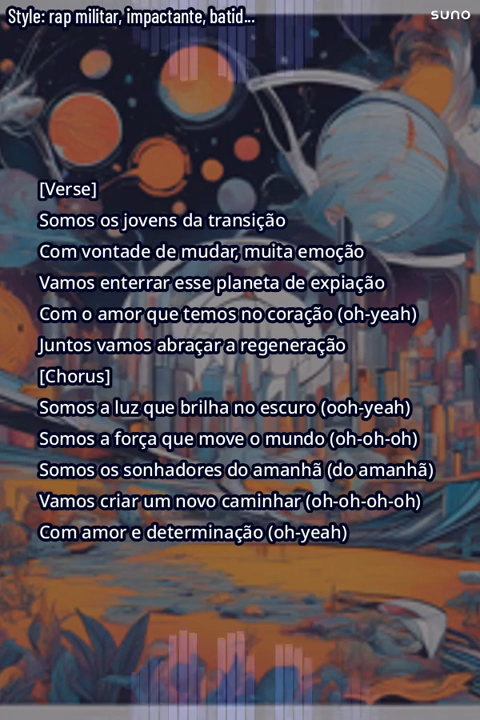 Style: rap militar, impactante, batid...
suno
[Verse]
Somos os jovens da transição
Com vontade de mudar, muita emoção
Vamos enterrar esse planeta de expiação
Com o amor que temos no coração (oh-yeah)
Juntos vamos abraçar a regeneração
[Chorus]
Somos a luz que brilha no escuro (ooh-yeah)
Somos a força que move o mundo (oh-oh-oh)
Somos os sonhadores do amanhã (do amanhã)
Vamos criar um novo caminhar (oh-oh-oh-oh)
Com amor e determinação (oh-yeah)